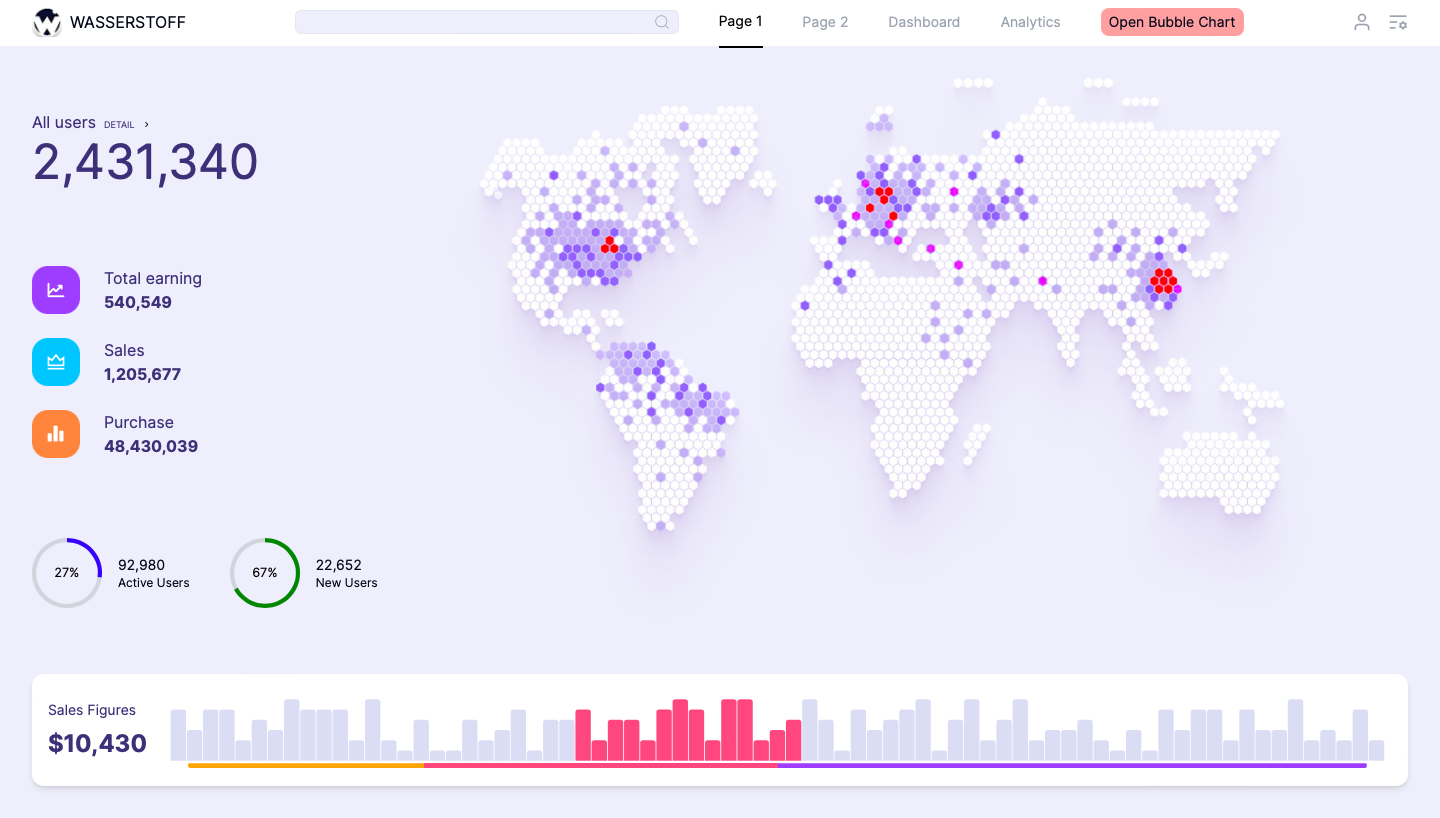 WASSERSTOFF
Page 1
Page 2
Dashboard
Analytics
Open Bubble Chart
All users DETAIL ›
2,431,340
Total earning
540,549
Sales
1,205,677
Purchase
48,430,039
27%
92,980
Active Users
67%
22,652
New Users
Sales Figures
$10,430